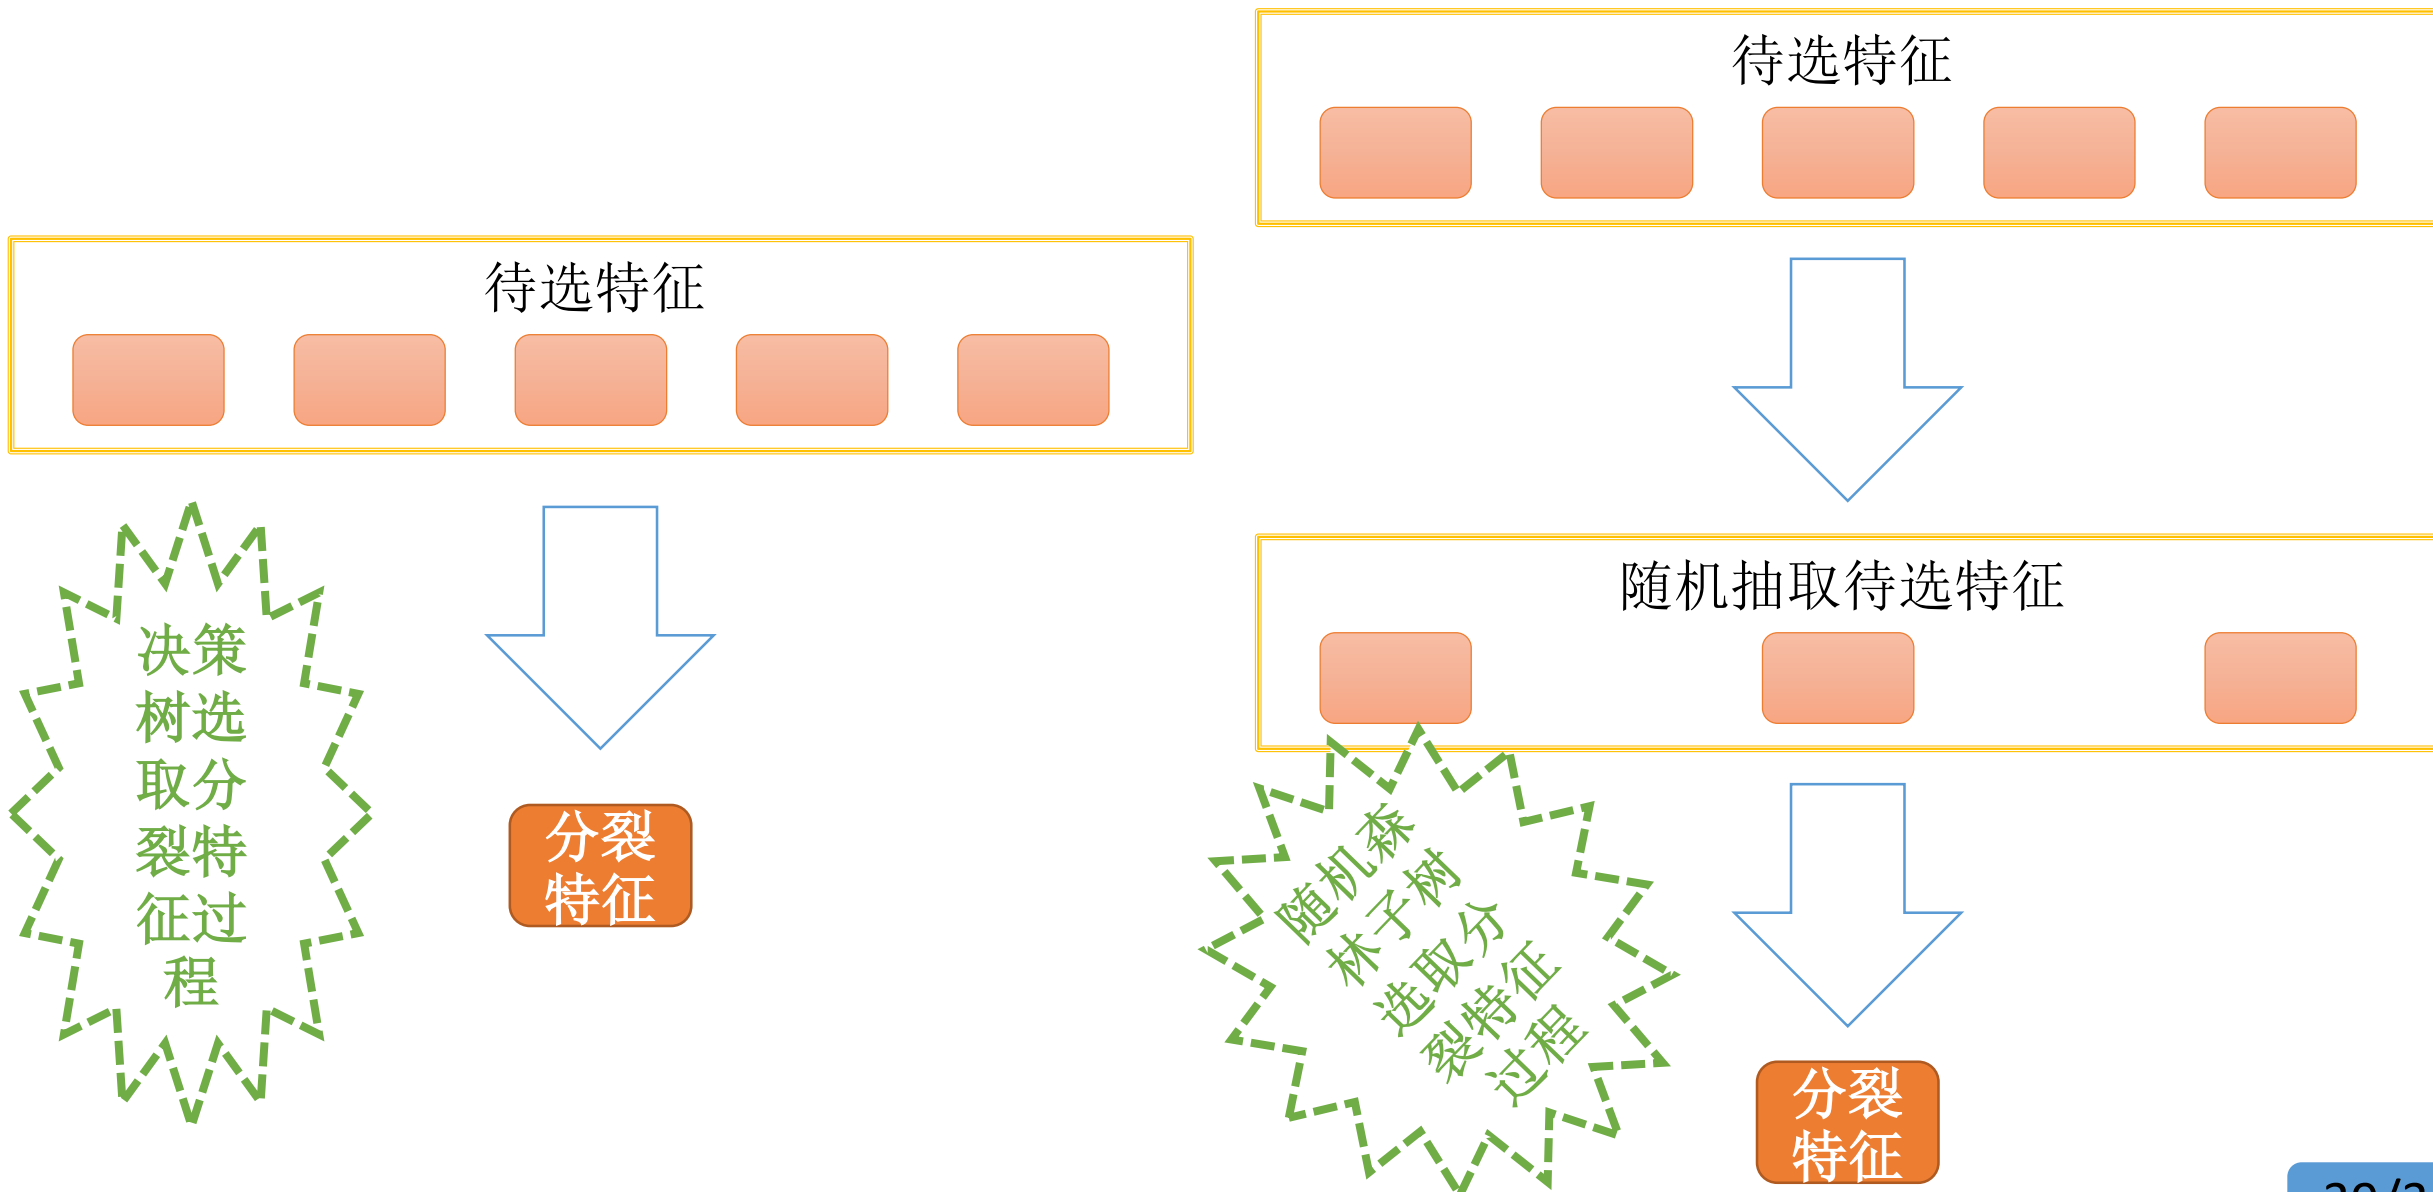 待选特征
决策
树选
取分
裂特
征过
程
分裂
特征
待选特征
随机抽取待选特征
随机森
林子树
选取分
裂特征
过程
分裂
特征